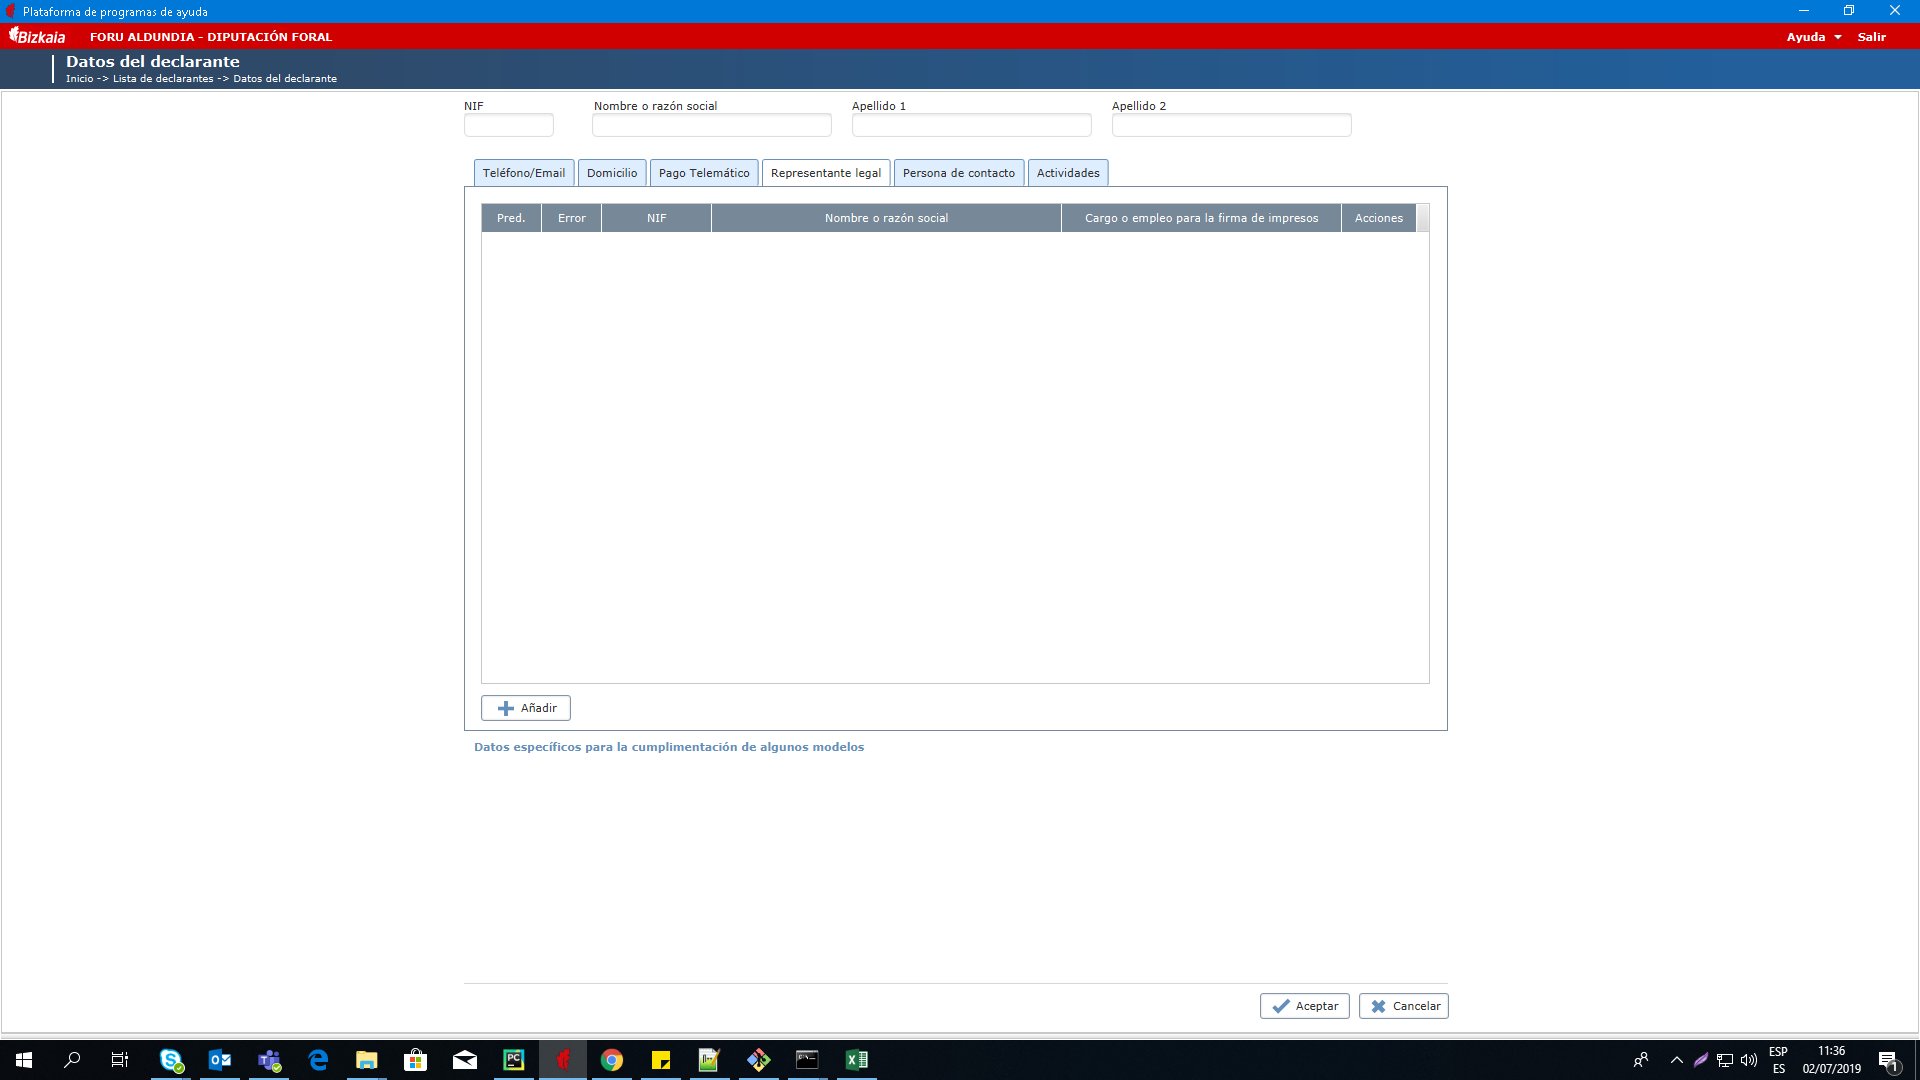 Plataforma de programas de ayuda
Bizkaia FORU ALDUNDIA - DIPUTACIÓN FORAL Ayuda Salir
Datos del declarante
Inicio -> Lista de declarantes -> Datos del declarante
NIF Nombre o razón social Apellido 1 Apellido 2
Teléfono/Email Domicilio Pago Telemático Representante legal Persona de contacto Actividades
Pred. Error NIF Nombre o razón social Cargo o empleo para la firma de impresos Acciones
Añadir
Datos específicos para la cumplimentación de algunos modelos
Aceptar Cancelar
ESP 11:36
ES 02/07/2019 1